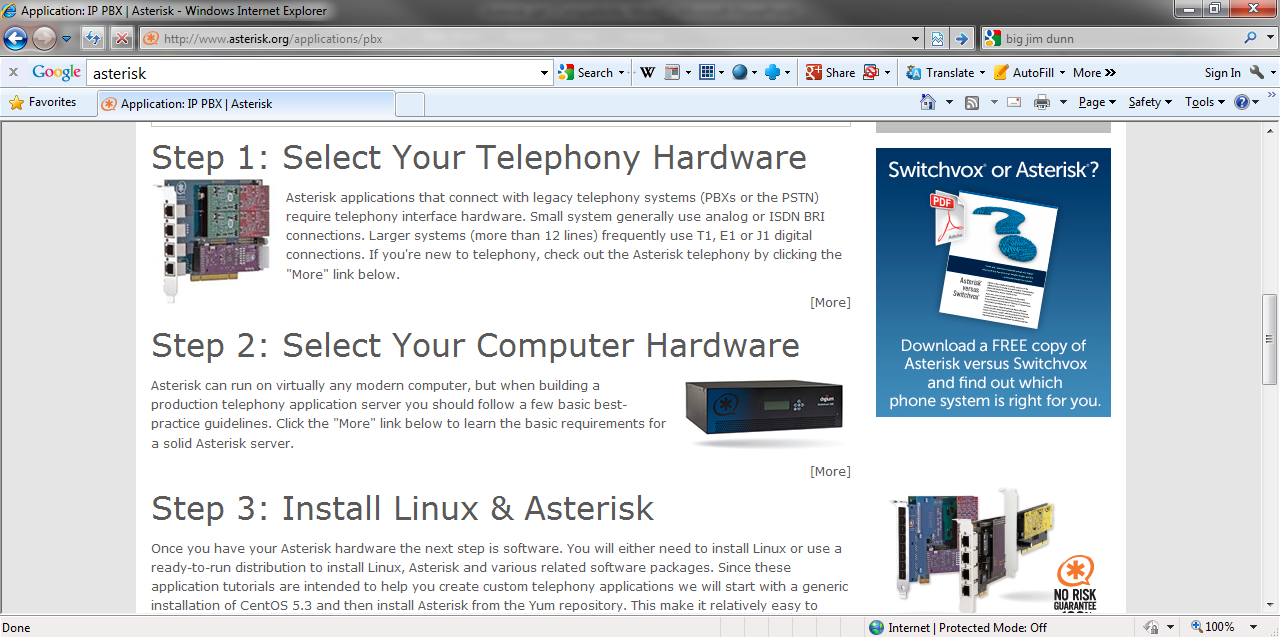 Application: IP PBX | Asterisk - Windows Internet Explorer
http://www.asterisk.org/applications/pbx
big jim dunn
x Google asterisk Search W Share Translate AutoFill More Sign In
Favorites Application: IP PBX | Asterisk Page Safety Tools
Step 1: Select Your Telephony Hardware
Asterisk applications that connect with legacy telephony systems (PBXs or the PSTN)
require telephony interface hardware. Small system generally use analog or ISDN BRI
connections. Larger systems (more than 12 lines) frequently use T1, E1 or J1 digital
connections. If you're new to telephony, check out the Asterisk telephony by clicking the
"More" link below.
[More]
Step 2: Select Your Computer Hardware
Asterisk can run on virtually any modern computer, but when building a
production telephony application server you should follow a few basic best-
practice guidelines. Click the "More" link below to learn the basic requirements for
a solid Asterisk server.
digium
[More]
Step 3: Install Linux & Asterisk
Once you have your Asterisk hardware the next step is software. You will either need to install Linux or use a
ready-to-run distribution to install Linux, Asterisk and various related software packages. Since these
application tutorials are intended to help you create custom telephony applications we will start with a generic
installation of CentOS 5.3 and then install Asterisk from the Yum repository. This make it relatively easy to
Switchvox® or Asterisk®?
PDF
Adobe
Asterisk
versus
Switchvox
Download a FREE copy of
Asterisk versus Switchvox
and find out which
phone system is right for you.
NO RISK
GUARANTEE
Done
Internet | Protected Mode: Off
100%